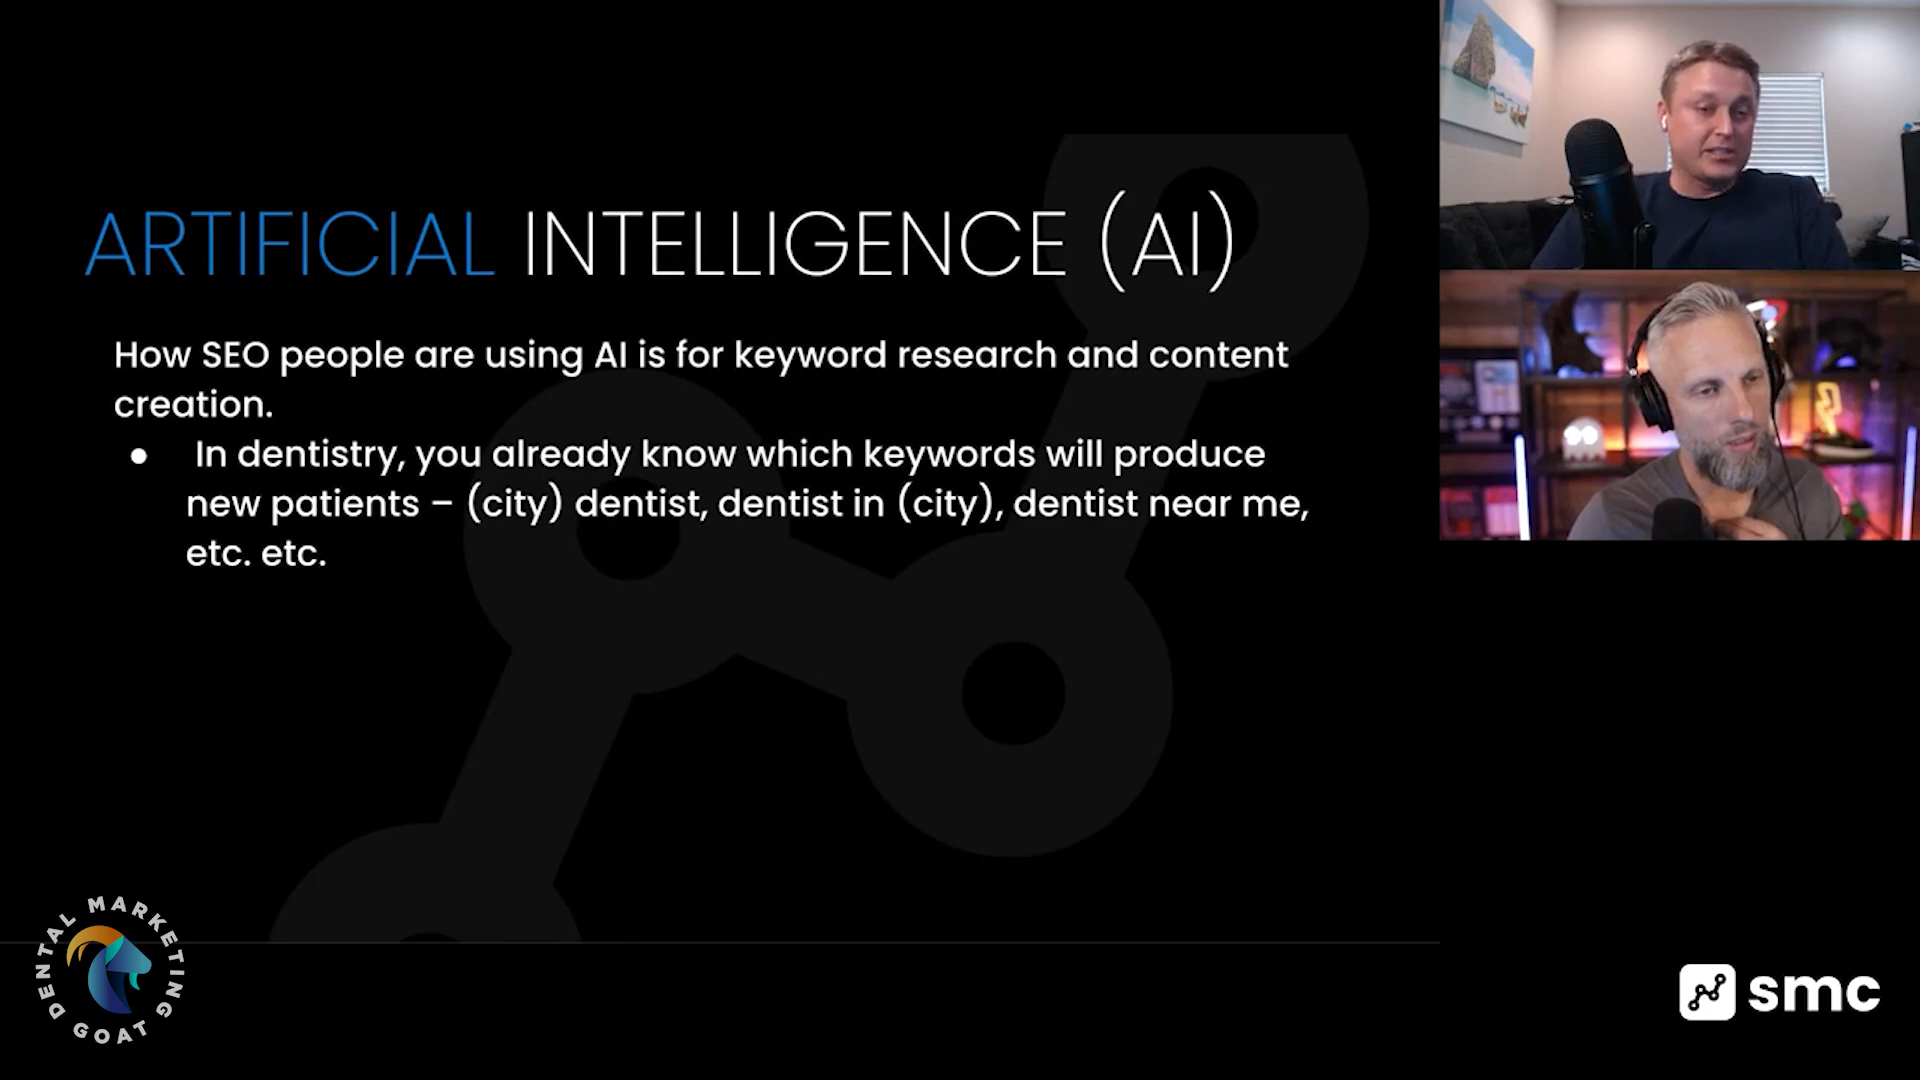 ARTIFICIAL INTELLIGENCE (AI)
How SEO people are using AI is for keyword research and content
creation.
● In dentistry, you already know which keywords will produce
new patients – (city) dentist, dentist in (city), dentist near me,
etc. etc.
DENTAL MARKETING GOAT
smc